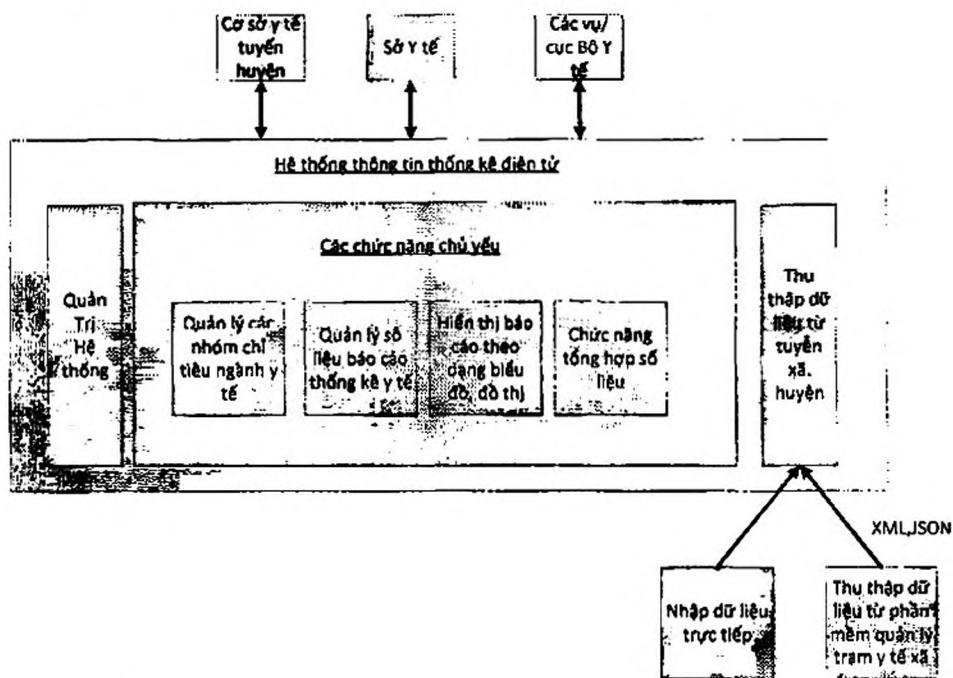 Cơ sở y tế
tuyến
huyện
Sở Y tế
Các vụ/
cục Bộ Y
tế
Hệ thống thông tin thống kê điện tử
Các chức năng chủ yếu
Quản
Trị
Hệ
thống
Quản lý các
nhóm chỉ
tiêu ngành y
tế
Quản lý số
liệu báo cáo
thống kê y tế
Hiển thị báo
cáo theo
dạng biểu
đồ, đồ thị
Chức năng
tổng hợp số
liệu
Thu
thập dữ
liệu từ
tuyến
xã.
huyện
XML,JSON
Nhập dữ liệu
trực tiếp
Thu thập dữ
liệu từ phần
mềm quản lý
trạm y tế xã